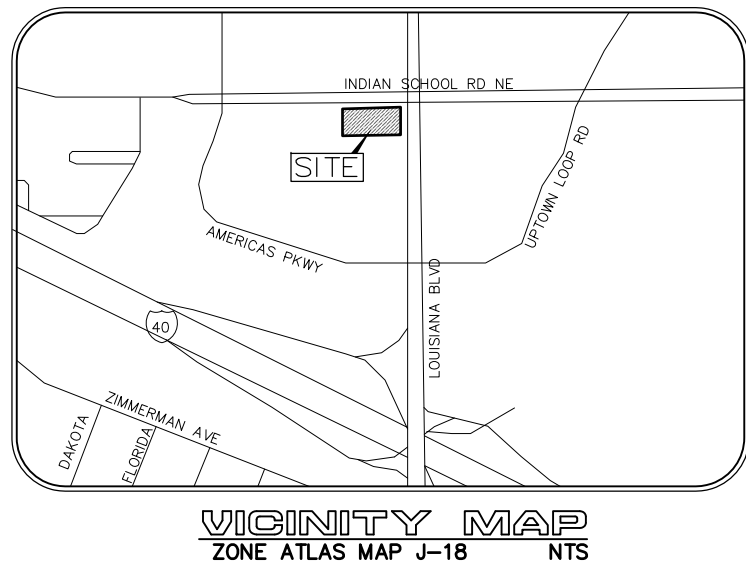 INDIAN SCHOOL RD NE
SITE
UPTOWN LOOP RD
AMERICAS PKWY
LOUISIANA BLVD
40
ZIMMERMAN AVE
DAKOTA
FLORIDA
VICINITY MAP
ZONE ATLAS MAP J-18 NTS